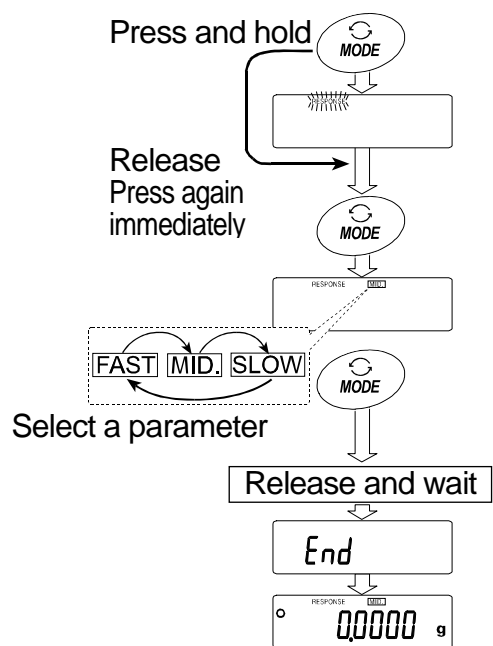 Press and hold
MODE
RESPONSE
Release
Press again
immediately
MODE
RESPONSE MID.
FAST MID. SLOW
MODE
Select a parameter
Release and wait
End
RESPONSE MID.
0.0000 g